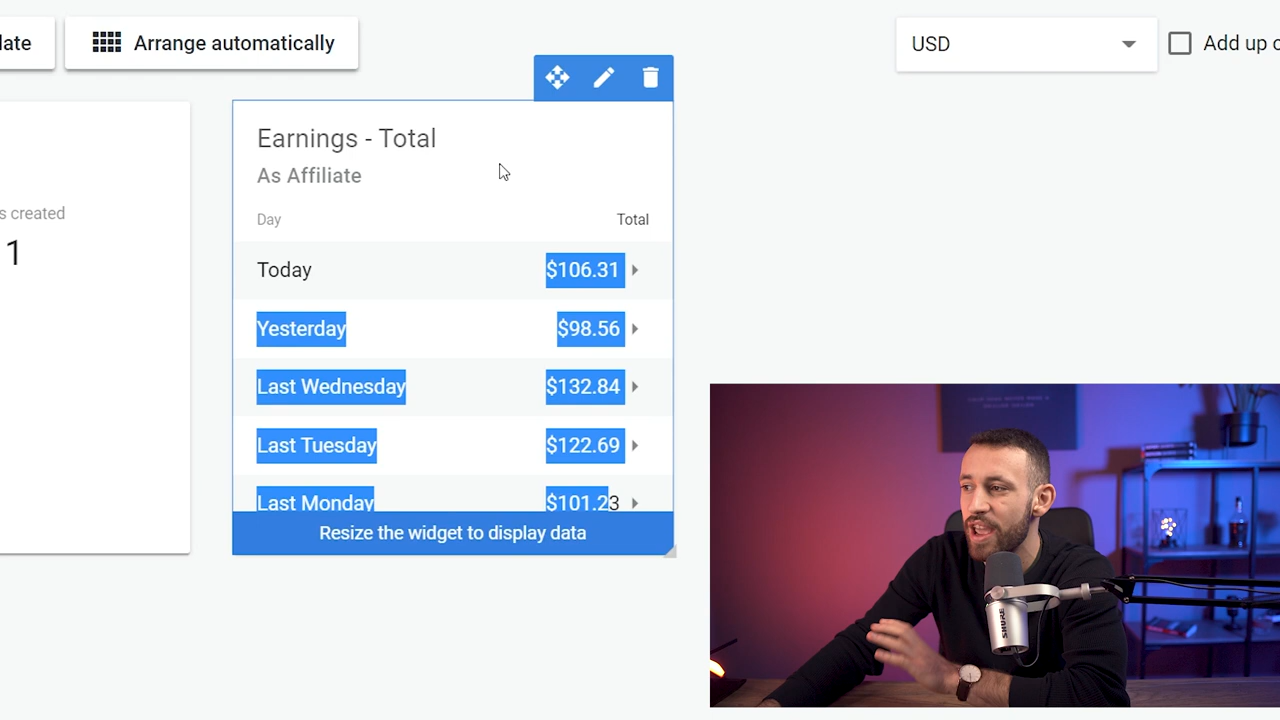 late
Arrange automatically
USD
Add up c
Earnings - Total
As Affiliate
Day
Total
s created
1
Today
$106.31
Yesterday
$98.56
Last Wednesday
$132.84
Last Tuesday
$122.69
Last Monday
$101.23
Resize the widget to display data
SHURE